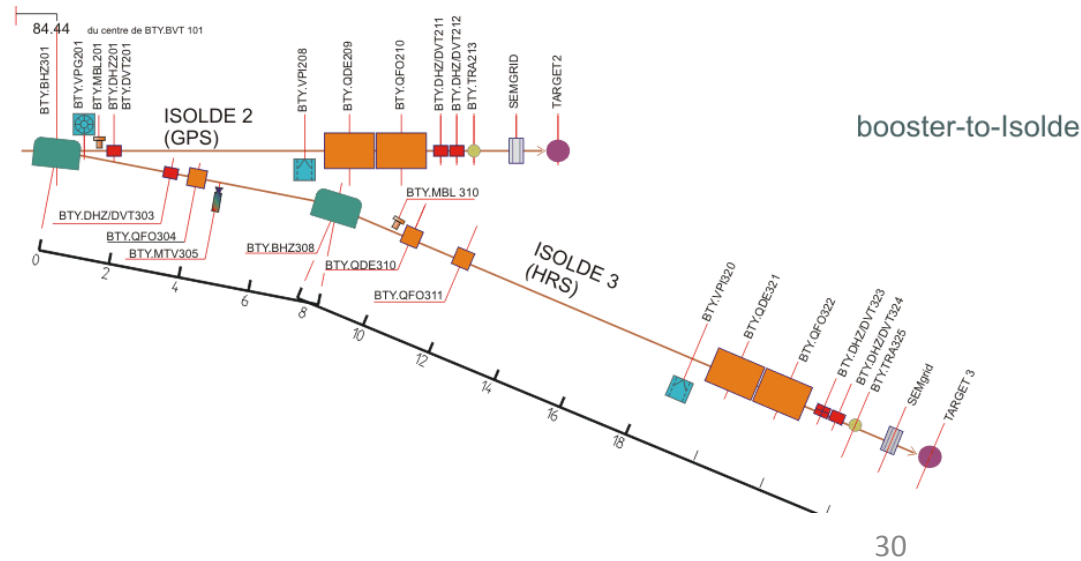 84.44
du centre de BTY.BVT 101
BTY.BHZ301
BTY.VPG201
BTY.MBL201
BTY.DHZ201
BTY.DVT201
BTY.VPI208
BTY.QDE209
BTY.QFO210
BTY.DHZ/DVT211
BTY.DHZ/DVT212
BTY.TRA213
SEMGRID
TARGET2
ISOLDE 2
(GPS)
booster-to-Isolde
BTY.DHZ/DVT303
BTY.QFO304
BTY.MTV305
BTY.MBL 310
BTY.BHZ308
BTY.QDE310
BTY.QFO311
ISOLDE 3
(HRS)
BTY.VPI320
BTY.QDE321
BTY.QFO322
BTY.DHZ/DVT323
BTY.DHZ/DVT324
BTY.TRA325
SEMgrid
TARGET 3
0
2
4
6
8
10
12
14
16
18
30